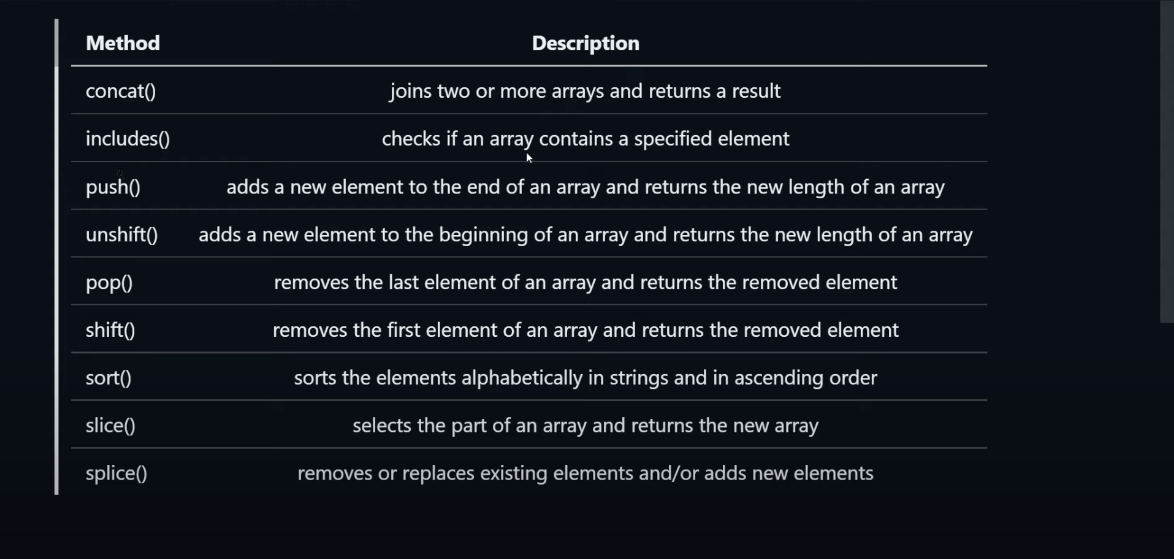 Method Description
concat() joins two or more arrays and returns a result
includes() checks if an array contains a specified element
push() adds a new element to the end of an array and returns the new length of an array
unshift() adds a new element to the beginning of an array and returns the new length of an array
pop() removes the last element of an array and returns the removed element
shift() removes the first element of an array and returns the removed element
sort() sorts the elements alphabetically in strings and in ascending order
slice() selects the part of an array and returns the new array
splice() removes or replaces existing elements and/or adds new elements